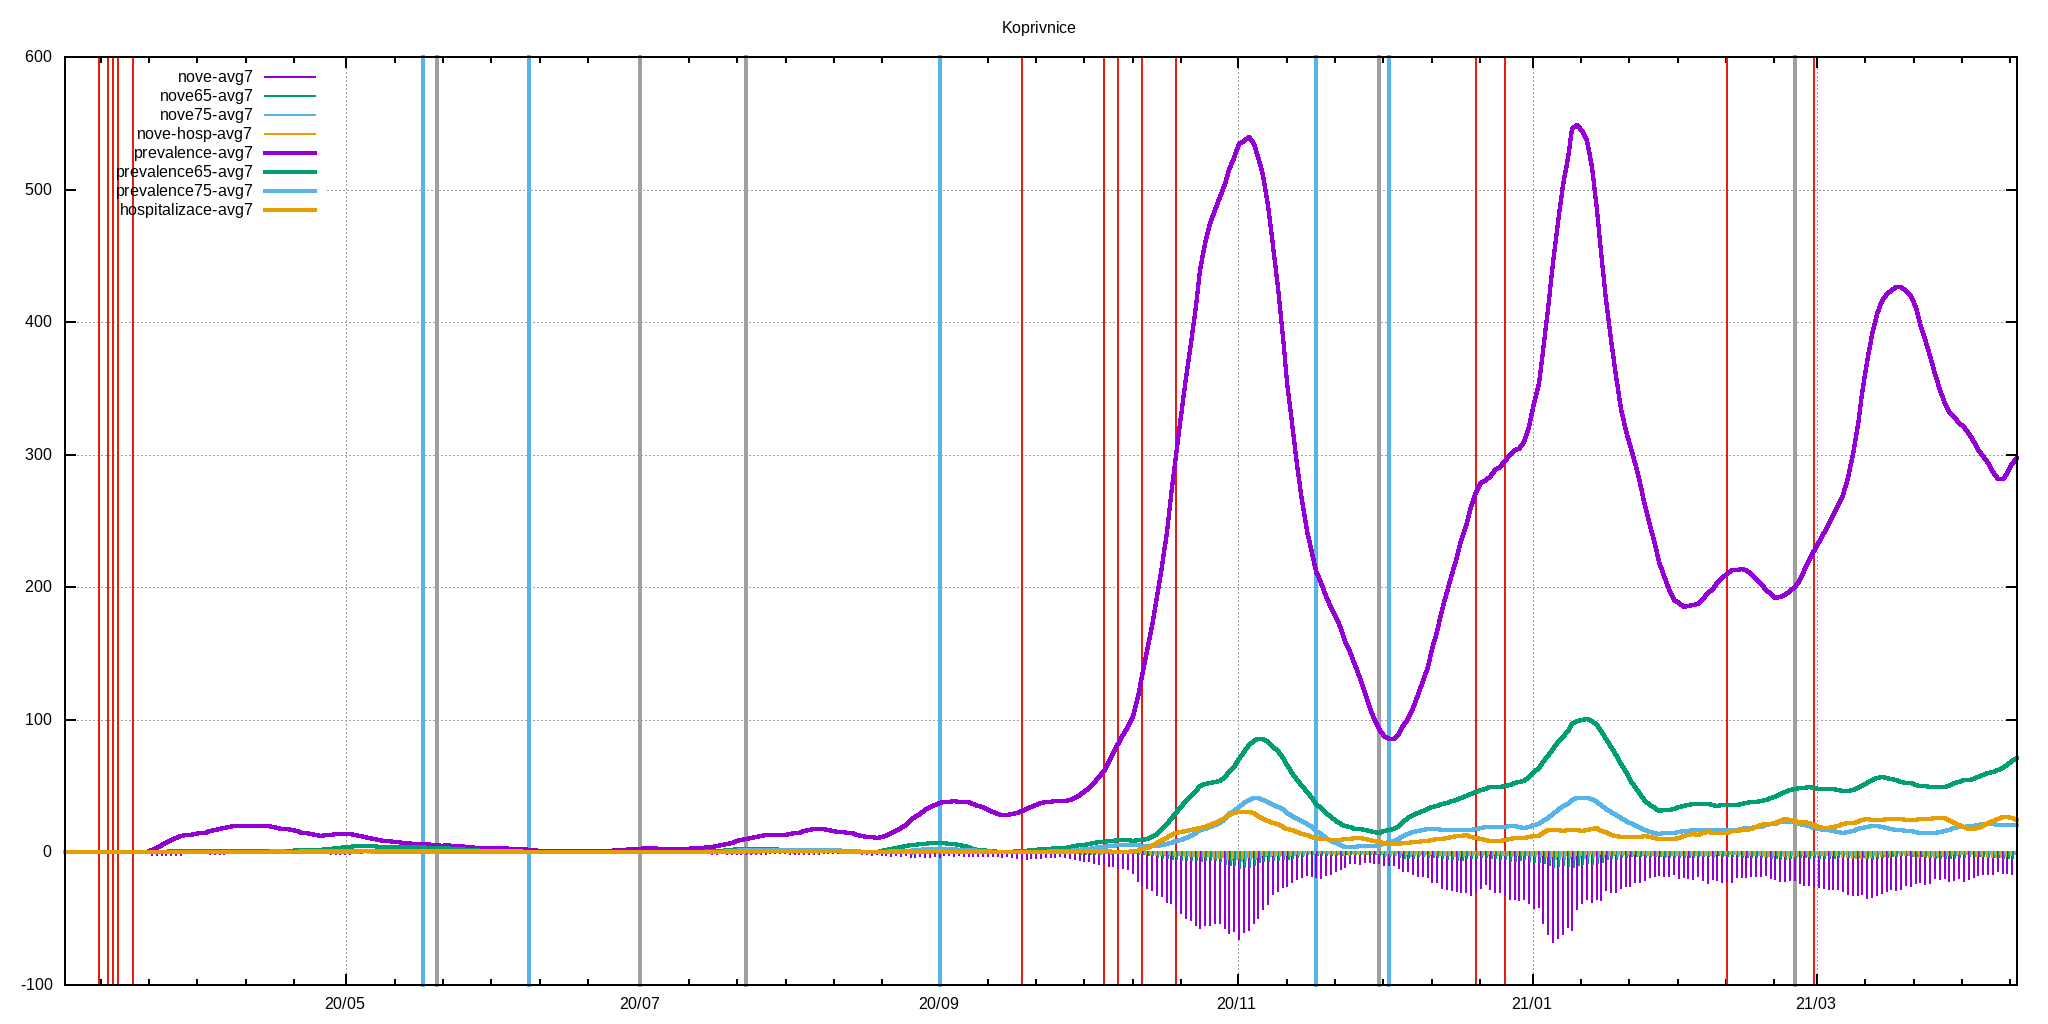 Koprivnice
600
500
400
300
200
100
0
-100
nove-avg7
nove65-avg7
nove75-avg7
nove-hosp-avg7
prevalence-avg7
prevalence65-avg7
prevalence75-avg7
hospitalizace-avg7
20/05 20/07 20/09 20/11 21/01 21/03